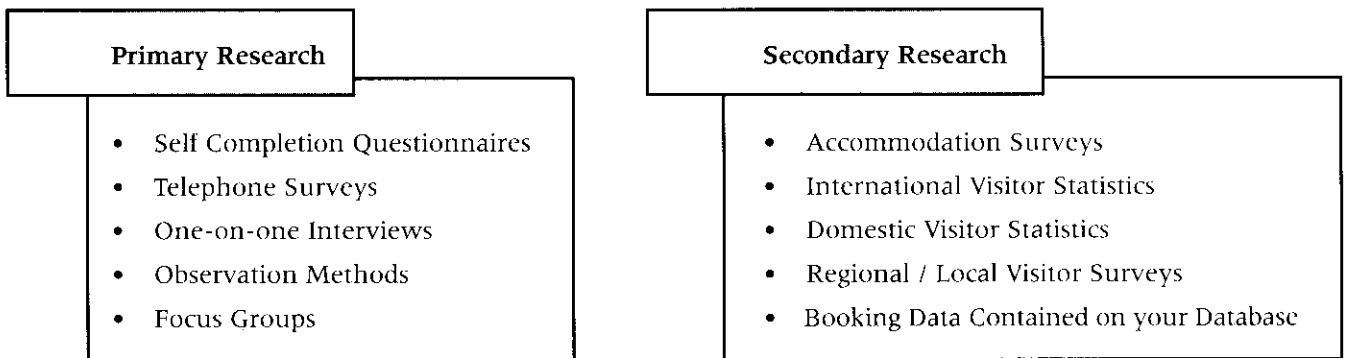 Primary Research
• Self Completion Questionnaires
• Telephone Surveys
• One-on-one Interviews
• Observation Methods
• Focus Groups
Secondary Research
• Accommodation Surveys
• International Visitor Statistics
• Domestic Visitor Statistics
• Regional / Local Visitor Surveys
• Booking Data Contained on your Database